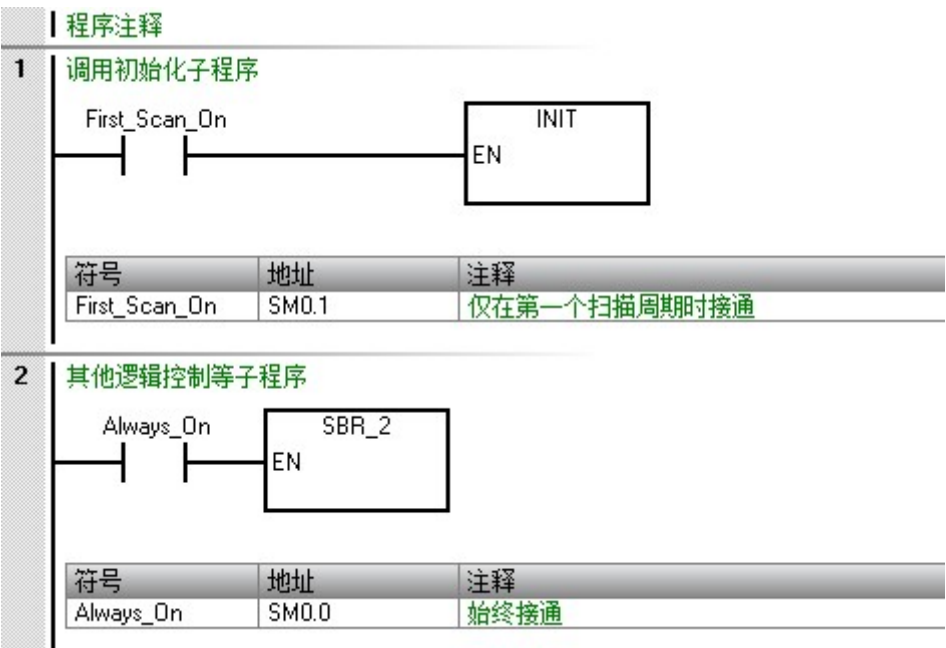 程序注释
1 调用初始化子程序
First_Scan_On INIT
EN
符号 地址 注释
First_Scan_On SM0.1 仅在第一个扫描周期时接通
2 其他逻辑控制等子程序
Always_On SBR_2
EN
符号 地址 注释
Always_On SM0.0 始终接通